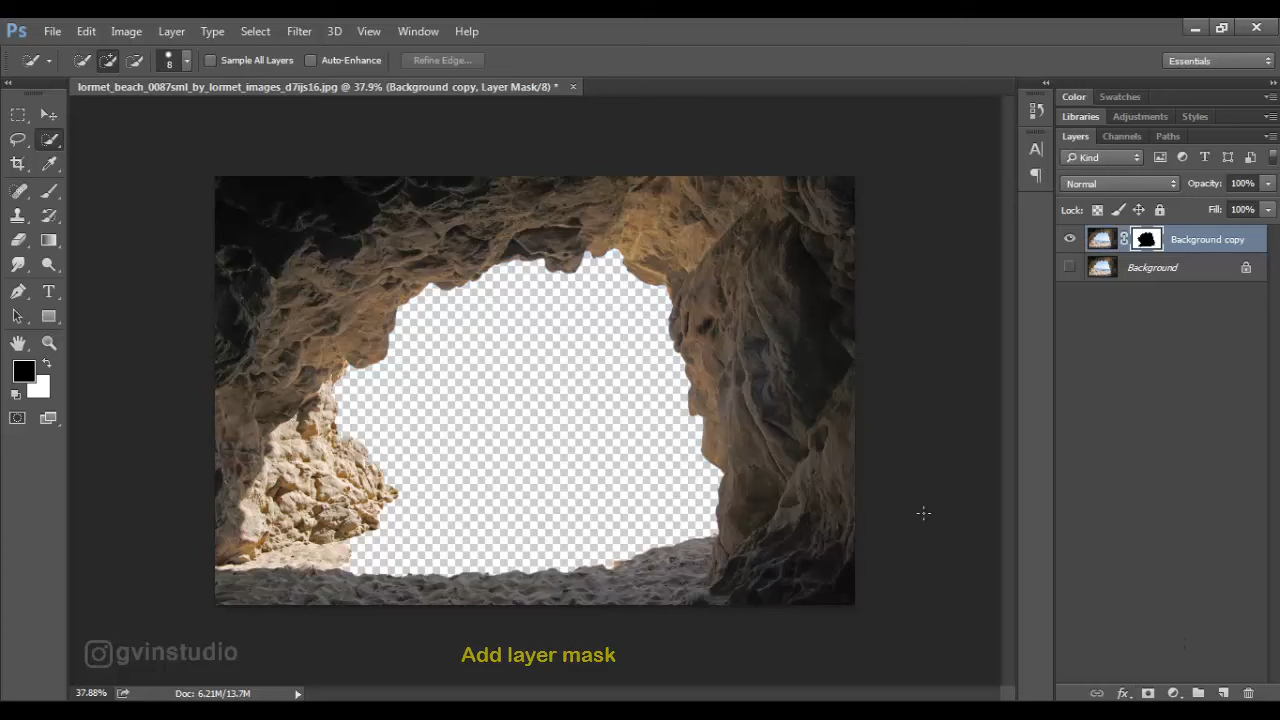 Ps File Edit Image Layer Type Select Filter 3D View Window Help
8 Sample All Layers Auto-Enhance Refine Edge... Essentials
lormet_beach_0087sml_by_lormet_images_d7ijs16.jpg @ 37.9% (Background copy, Layer Mask/8) *
Color Swatches
Libraries Adjustments Styles
Layers Channels Paths
Kind
Normal Opacity: 100%
Lock: Fill: 100%
Background copy
Background
gvinstudio
Add layer mask
37.88% Doc: 6.21M/13.7M